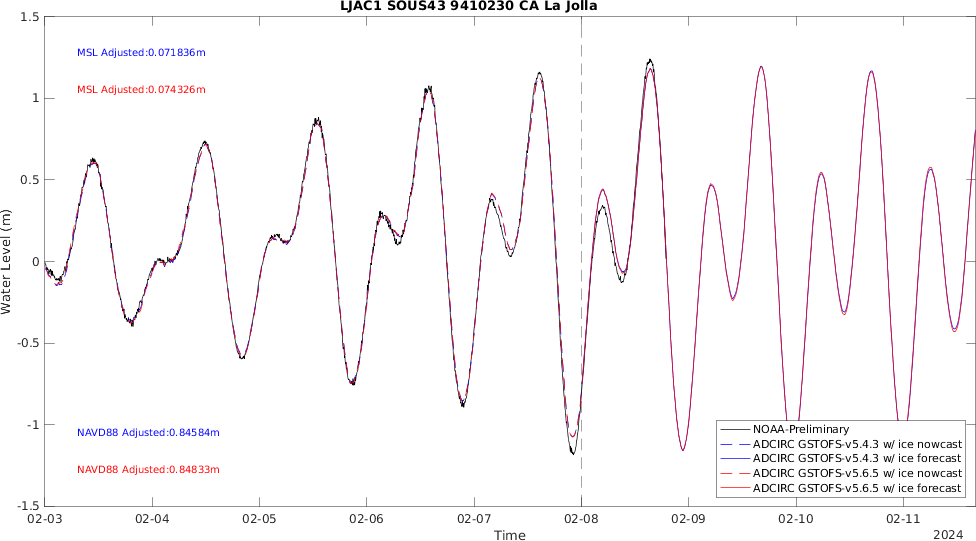 LJAC1 SOUS43 9410230 CA La Jolla
1.5
1
0.5
0
-0.5
-1
-1.5
Water Level (m)
MSL Adjusted:0.071836m
MSL Adjusted:0.074326m
NAVD88 Adjusted:0.84584m
NAVD88 Adjusted:0.84833m
NOAA-Preliminary
ADCIRC GSTOFS-v5.4.3 w/ ice nowcast
ADCIRC GSTOFS-v5.4.3 w/ ice forecast
ADCIRC GSTOFS-v5.6.5 w/ ice nowcast
ADCIRC GSTOFS-v5.6.5 w/ ice forecast
02-03 02-04 02-05 02-06 02-07 02-08 02-09 02-10 02-11
Time
2024